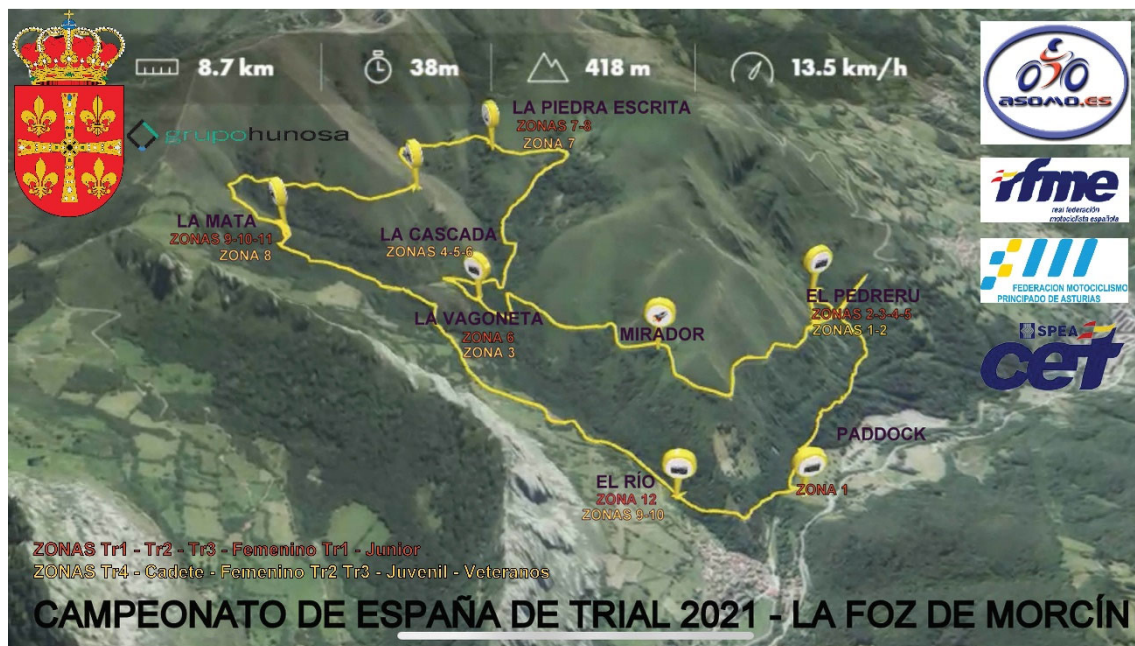 8.7 km
38m
418 m
13.5 km/h
asomo.es
grupohunosa
LA PIEDRA ESCRITA
ZONAS 7-8
ZONA 7
rfme
real federación
motociclista española
LA MATA
ZONAS 9-10-11
ZONA 8
LA CASCADA
ZONAS 4-5-6
FEDERACION MOTOCICLISMO
PRINCIPADO DE ASTURIAS
EL PEDRERU
ZONAS 2-3-4-5
ZONAS 1-2
LA VAGONETA
ZONA 6
ZONA 3
MIRADOR
SPEA
cet
PADDOCK
ZONA 1
EL RÍO
ZONA 12
ZONAS 9-10
ZONAS Tr1 - Tr2 - Tr3 - Femenino Tr1 - Junior
ZONAS Tr4 - Cadete - Femenino Tr2 Tr3 - Juvenil - Veteranos
CAMPEONATO DE ESPAÑA DE TRIAL 2021 - LA FOZ DE MORCÍN